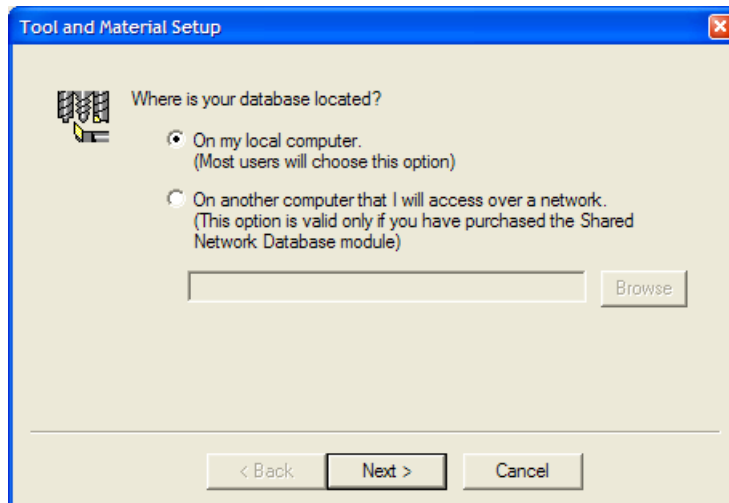 Tool and Material Setup
Where is your database located?
On my local computer.
(Most users will choose this option)
On another computer that I will access over a network.
(This option is valid only if you have purchased the Shared
Network Database module)
Browse
< Back
Next >
Cancel